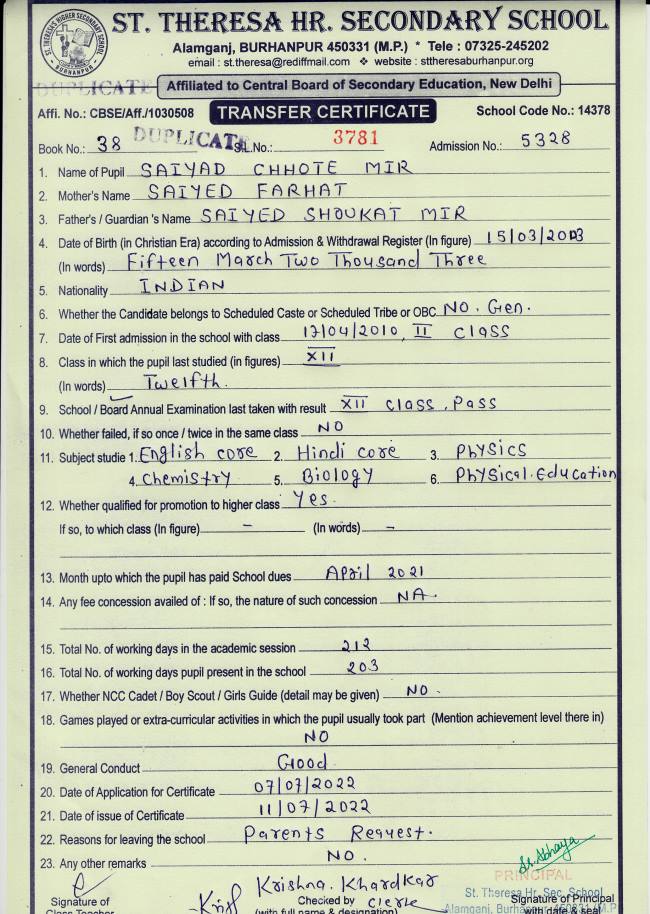 ST. THERESA HR. SECONDARY SCHOOL
Alamganj, BURHANPUR 450331 (M.P.) * Tele : 07325-245202
email : st.theresa@rediffmail.com ❖ website : sttheresaburhanpur.org
DUPLICATE
Affiliated to Central Board of Secondary Education, New Delhi
Affi. No.: CBSE/Aff./1030508 TRANSFER CERTIFICATE School Code No.: 14378
Book No.: 38 DUPLICATE S.L.No.: 3781 Admission No.: 5328
1. Name of Pupil SAIYAD CHHOTE MIR
2. Mother's Name SAIYED FARHAT
3. Father's / Guardian 's Name SAIYED SHOUKAT MIR
4. Date of Birth (in Christian Era) according to Admission & Withdrawal Register (In figure) 15/03/2003
(In words) Fifteen March Two Thousand Three
5. Nationality INDIAN
6. Whether the Candidate belongs to Scheduled Caste or Scheduled Tribe or OBC NO. Gen.
7. Date of First admission in the school with class 17/04/2010, II class
8. Class in which the pupil last studied (in figures) XII
(In words) Twelfth.
9. School / Board Annual Examination last taken with result XII class, Pass
10. Whether failed, if so once / twice in the same class NO
11. Subject studie 1. English core 2. Hindi core 3. Physics
4. Chemistry 5. Biology 6. Physical.Education
12. Whether qualified for promotion to higher class Yes.
If so, to which class (In figure) - (In words) -
13. Month upto which the pupil has paid School dues April 2021
14. Any fee concession availed of : If so, the nature of such concession NA.
15. Total No. of working days in the academic session 212
16. Total No. of working days pupil present in the school 203
17. Whether NCC Cadet / Boy Scout / Girls Guide (detail may be given) NO.
18. Games played or extra-curricular activities in which the pupil usually took part (Mention achievement level there in)
NO
19. General Conduct Good
20. Date of Application for Certificate 07/07/2022
21. Date of issue of Certificate 11/07/2022
22. Reasons for leaving the school Parents Request.
23. Any other remarks NO.
PRINCIPAL
Krishna. Khardkar St. Theresa Hr. Sec. School
Signature of Checked by Clerk Signature of Principal
Class Teacher (with full name & designation) with date & seal